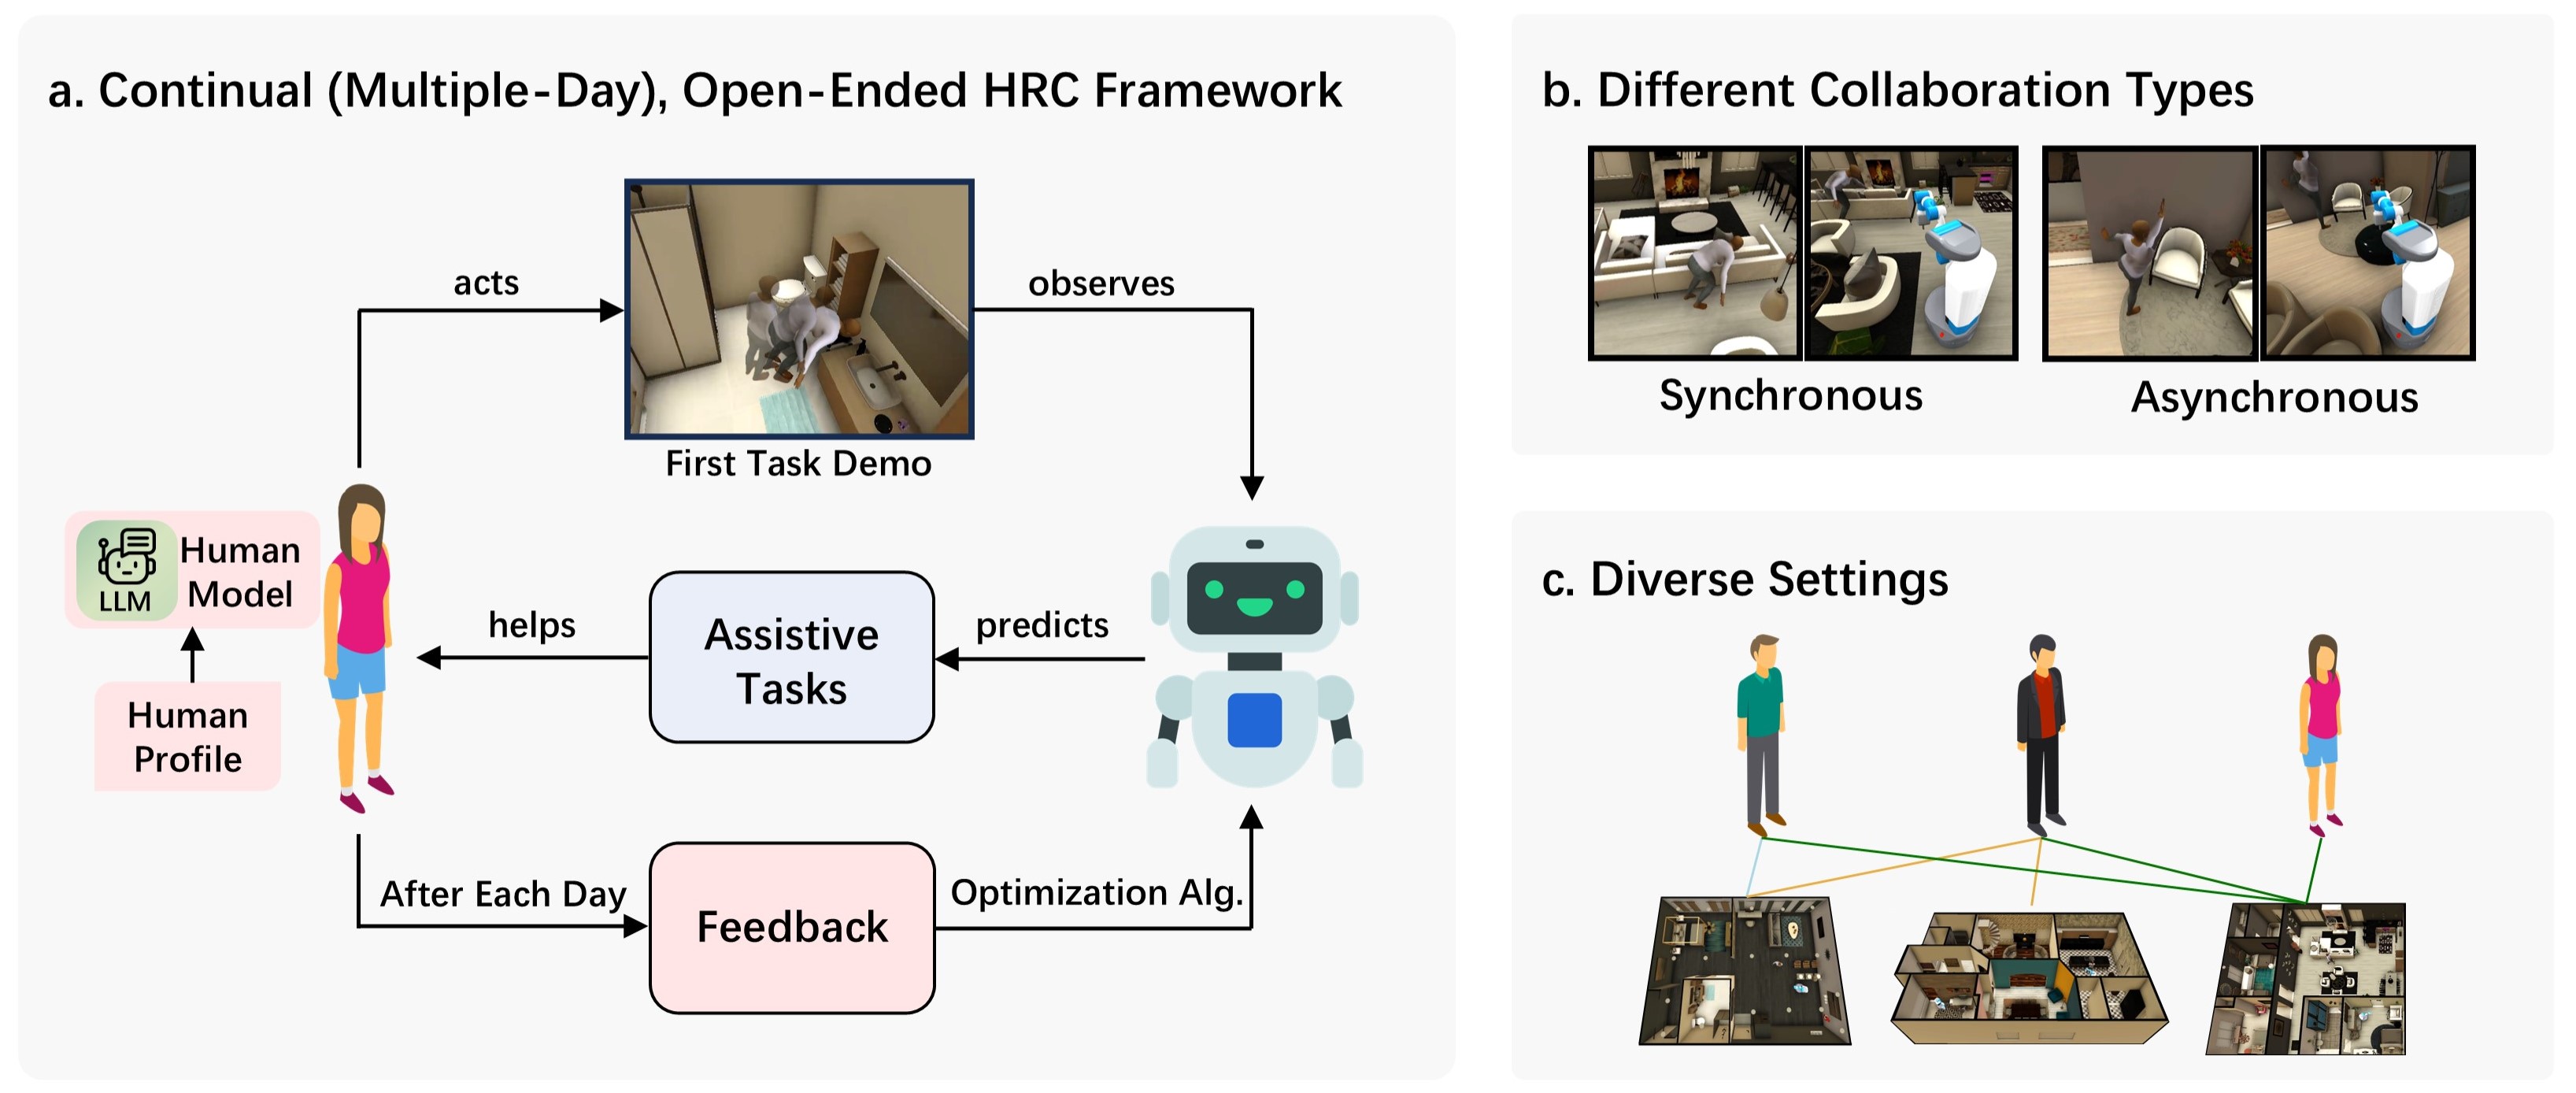 a. Continual (Multiple-Day), Open-Ended HRC Framework
acts
observes
First Task Demo
LLM
Human
Model
Human
Profile
helps
Assistive
Tasks
predicts
After Each Day
Feedback
Optimization Alg.
b. Different Collaboration Types
Synchronous
Asynchronous
c. Diverse Settings